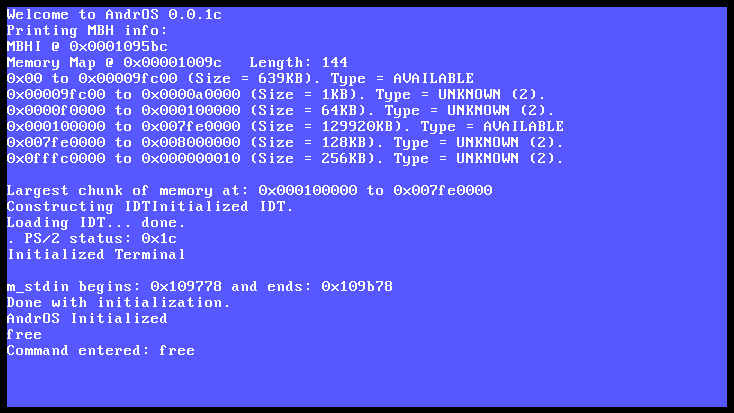 Welcome to AndrOS 0.0.1c
Printing MBH info:
MBHI @ 0x0001095bc
Memory Map @ 0x00001009c   Length: 144
0x00 to 0x00009fc00 (Size = 639KB). Type = AVAILABLE
0x00009fc00 to 0x0000a0000 (Size = 1KB). Type = UNKNOWN (2).
0x0000f0000 to 0x000100000 (Size = 64KB). Type = UNKNOWN (2).
0x000100000 to 0x007fe0000 (Size = 129920KB). Type = AVAILABLE
0x007fe0000 to 0x008000000 (Size = 128KB). Type = UNKNOWN (2).
0x0fffc0000 to 0x000000010 (Size = 256KB). Type = UNKNOWN (2).
Largest chunk of memory at: 0x000100000 to 0x007fe0000
Constructing IDTInitialized IDT.
Loading IDT... done.
. PS/2 status: 0x1c
Initialized Terminal
m_stdin begins: 0x109778 and ends: 0x109b78
Done with initialization.
AndrOS Initialized
free
Command entered: free